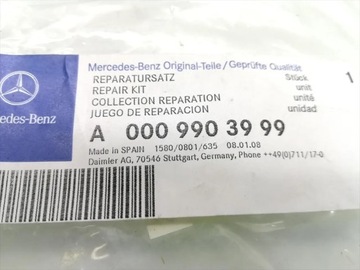 Mercedes-Benz Original-Teile/Geprüfte Qualität
REPARATURSATZ Stück 1
REPAIR KIT unit
COLLECTION REPARATION unité
JUEGO DE REPARACION unidad
edes-Benz
A 000 990 39 99
Made in SPAIN 1580/0801/635 08.01.08
Daimler AG, 70546 Stuttgart, Germany, Phone ++49(0)711/17-0